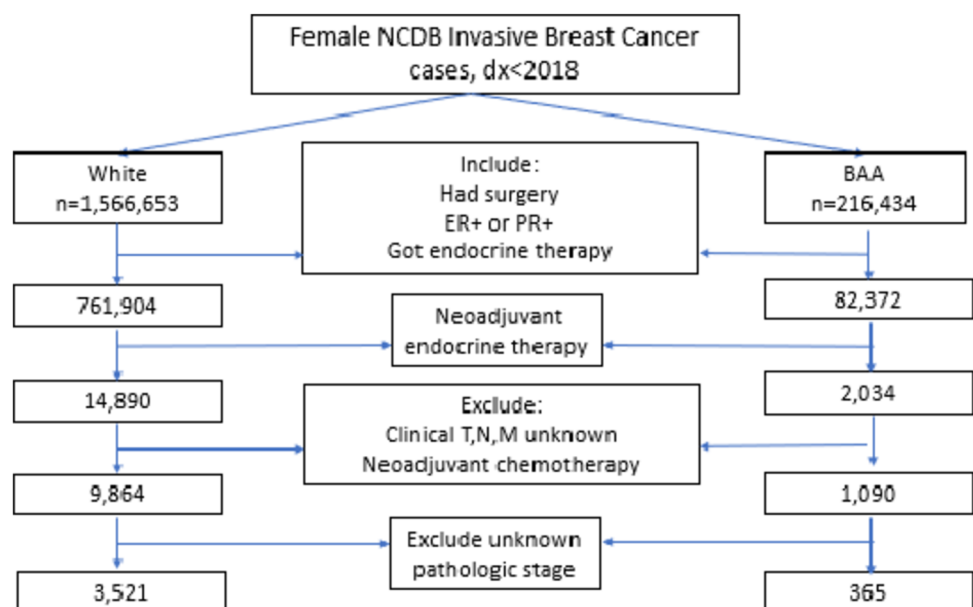 Female NCDB Invasive Breast Cancer
cases, dx<2018
White
n=1,566,653
Include:
Had surgery
ER+ or PR+
Got endocrine therapy
BAA
n=216,434
761,904
82,372
Neoadjuvant
endocrine therapy
14,890
2,034
Exclude:
Clinical T,N,M unknown
Neoadjuvant chemotherapy
9,864
1,090
Exclude unknown
pathologic stage
3,521
365